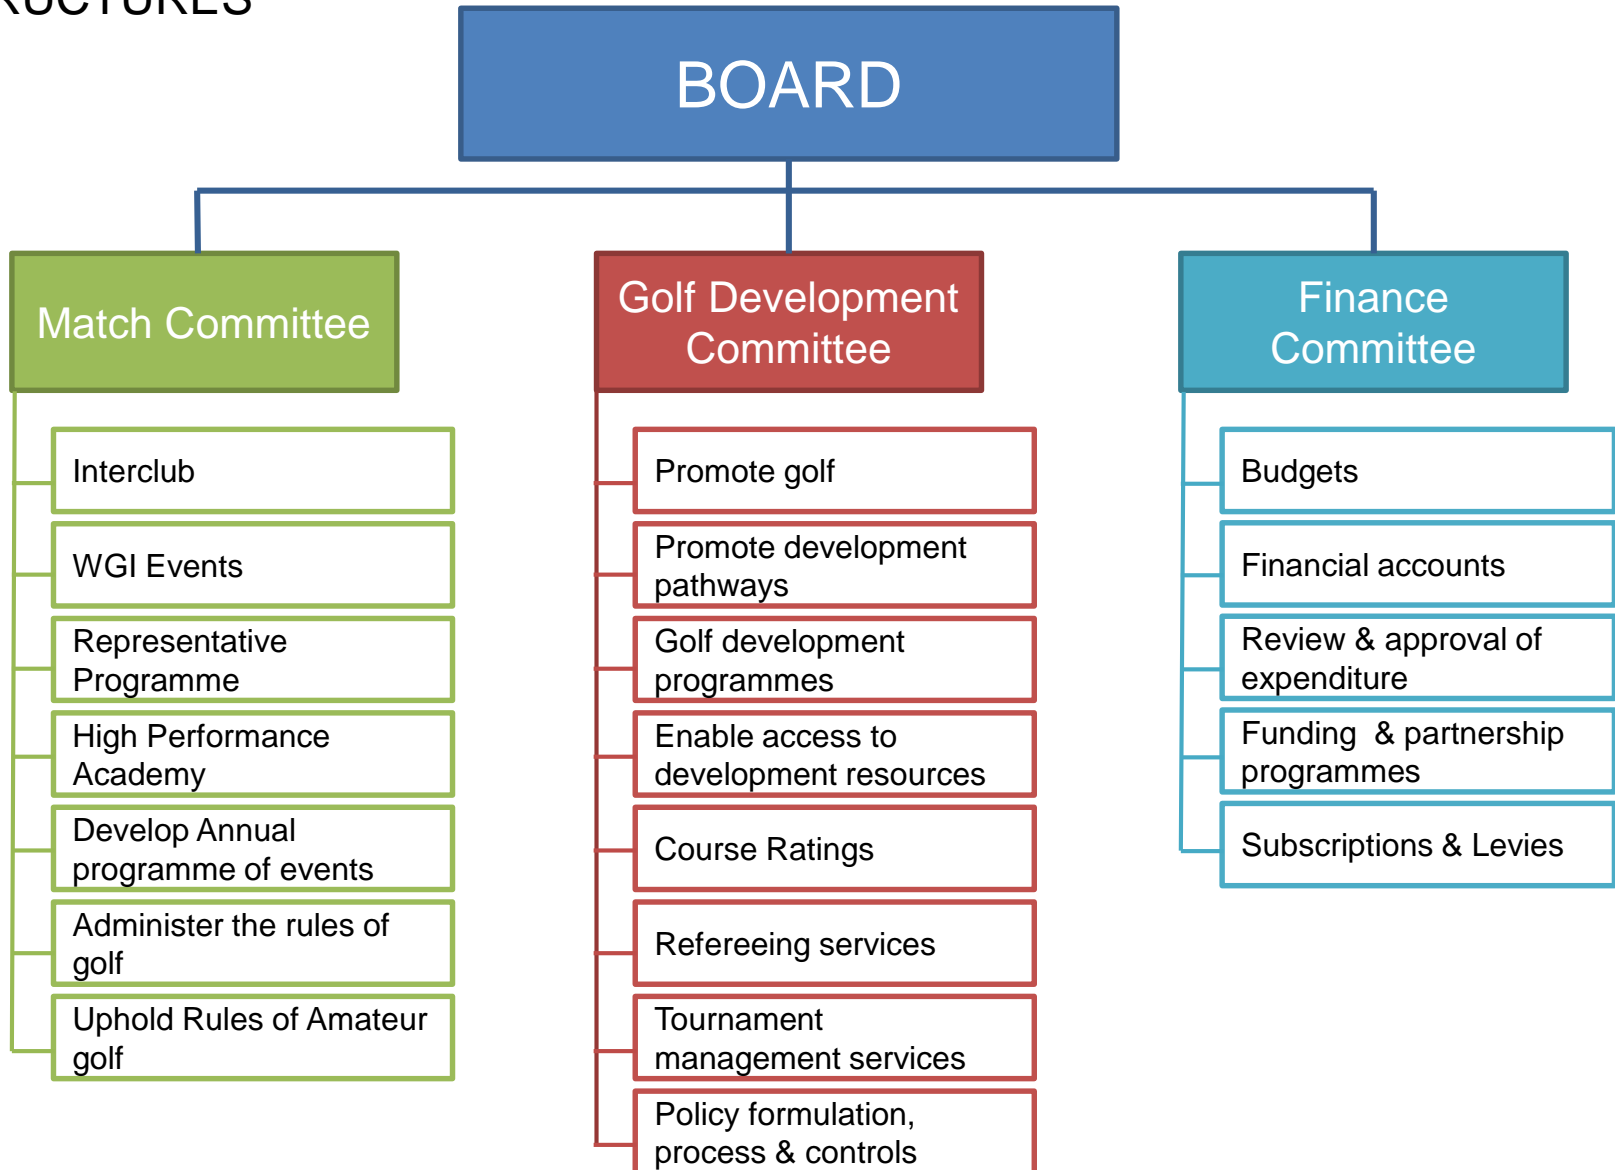 BOARD
Match Committee
Interclub
WGI Events
Representative
Programme
High Performance
Academy
Develop Annual
programme of events
Administer the rules of
golf
Uphold Rules of Amateur
golf
Golf Development
Committee
Promote golf
Promote development
pathways
Golf development
programmes
Enable access to
development resources
Course Ratings
Refereeing services
Tournament
management services
Policy formulation,
process & controls
Finance
Committee
Budgets
Financial accounts
Review & approval of
expenditure
Funding & partnership
programmes
Subscriptions & Levies